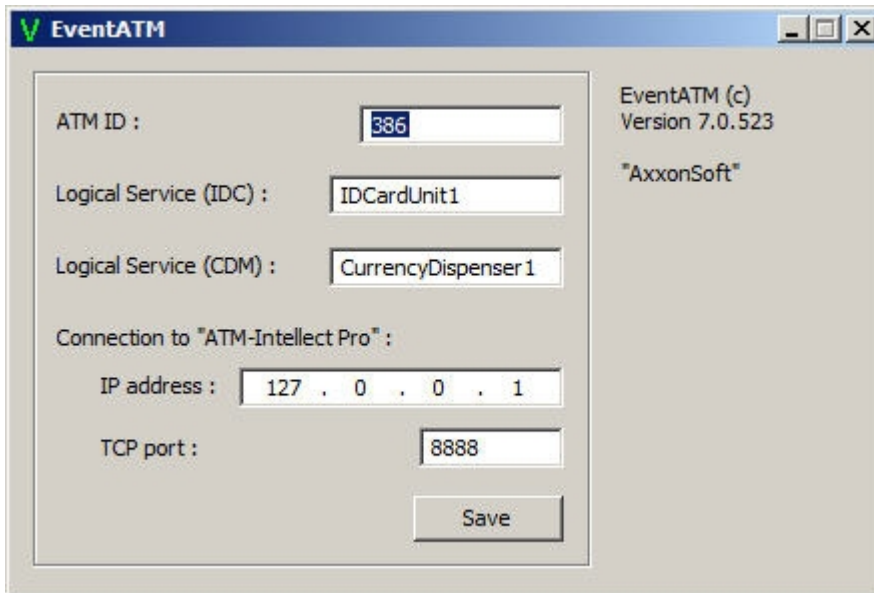 EventATM
ATM ID : 386
EventATM (c)
Version 7.0.523
"AxxonSoft"
Logical Service (IDC) : IDCardUnit1
Logical Service (CDM) : CurrencyDispenser1
Connection to "ATM-Intellect Pro" :
IP address : 127 . 0 . 0 . 1
TCP port : 8888
Save